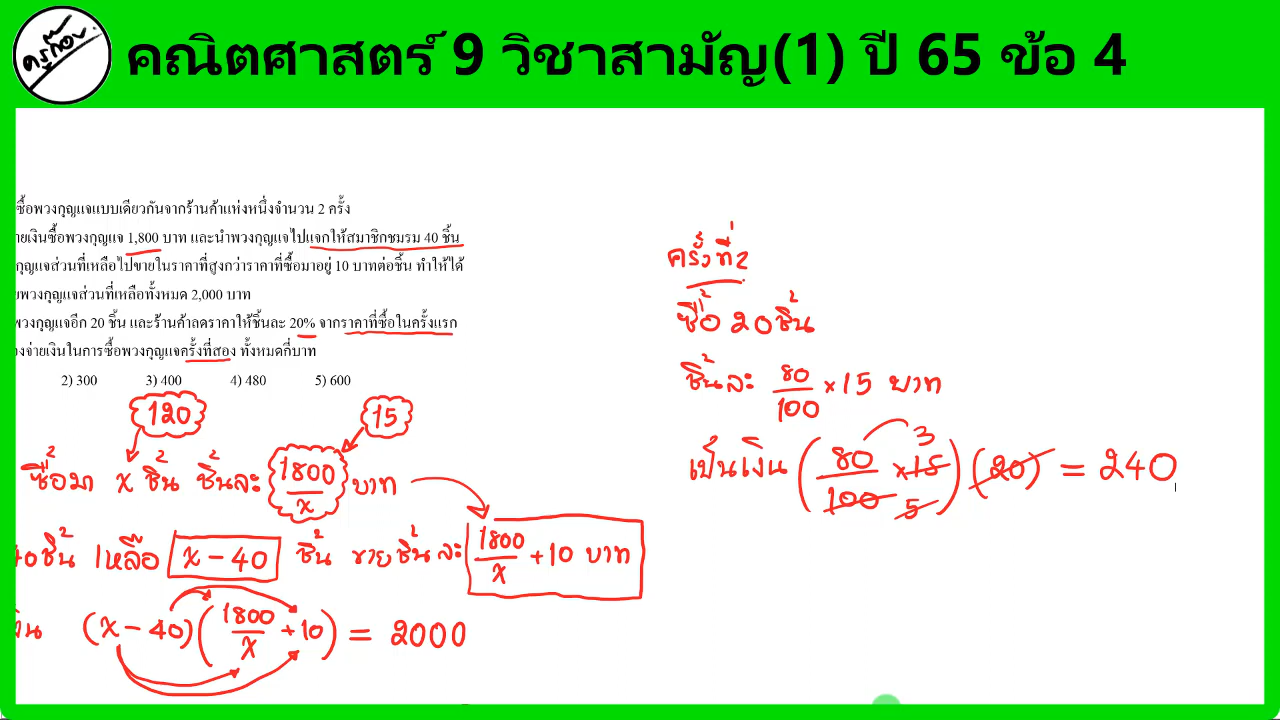 ครูก๊อบ
คณิตศาสตร์ 9 วิชาสามัญ(1) ปี 65 ข้อ 4
ซื้อพวงกุญแจแบบเดียวกันจากร้านค้าแห่งหนึ่งจำนวน 2 ครั้ง
ายเงินซื้อพวงกุญแจ 1,800 บาท และนำพวงกุญแจไปแจกให้สมาชิกชมรม 40 ชิ้น
กุญแจส่วนที่เหลือไปขายในราคาที่สูงกว่าราคาที่ซื้อมาอยู่ 10 บาทต่อชิ้น ทำให้ได้
ยพวงกุญแจส่วนที่เหลือทั้งหมด 2,000 บาท
พวงกุญแจอีก 20 ชิ้น และร้านค้าลดราคาให้ชิ้นละ 20% จากราคาที่ซื้อในครั้งแรก
องจ่ายเงินในการซื้อพวงกุญแจครั้งที่สอง ทั้งหมดกี่บาท
2) 300 3) 400 4) 480 5) 600
120 15
ซื้อมา x ชิ้น ชิ้นละ 1800/x บาท
40ชิ้น เหลือ x - 40 ชิ้น ขายชิ้นละ 1800/x + 10 บาท
งิน (x - 40)(1800/x + 10) = 2000
ครั้งที่2
ซื้อ 20ชิ้น
ชิ้นละ 80/100 × 15 บาท
3
เป็นเงิน (80/100 × 15)(20) = 240
5